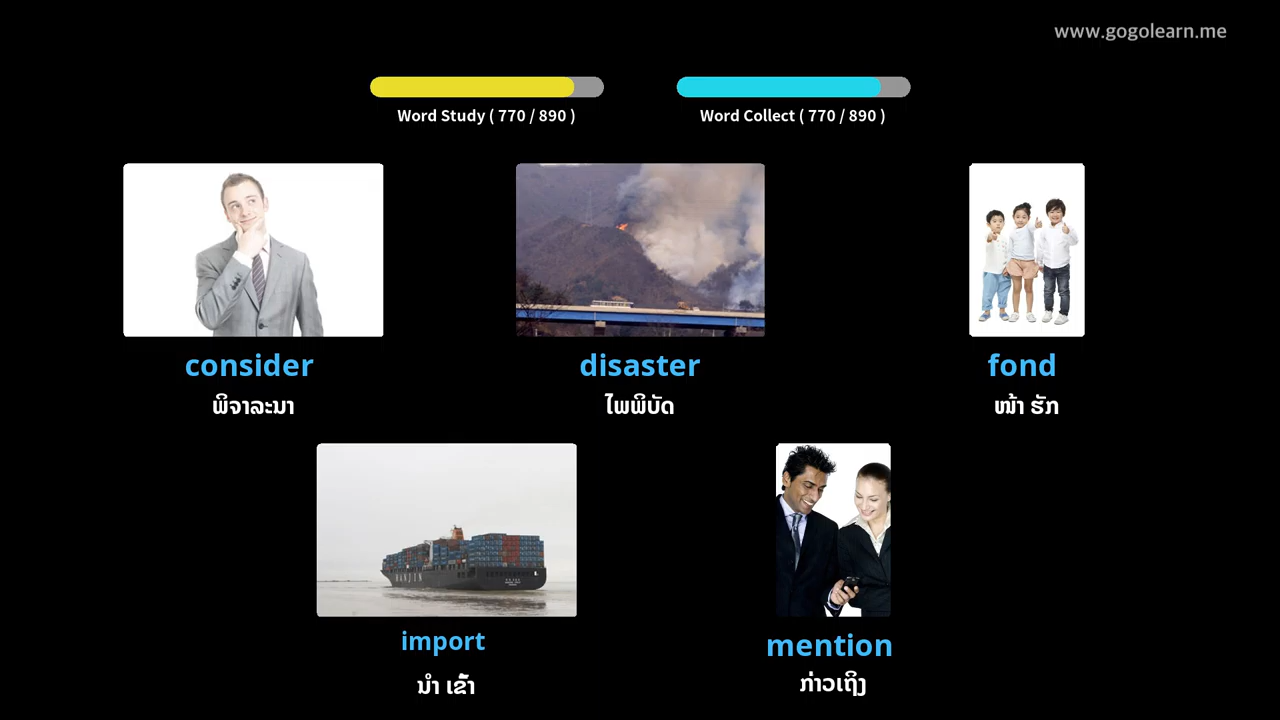 www.gogolearn.me
Word Study ( 770 / 890 )
Word Collect ( 770 / 890 )
consider
ພິຈາລະນາ
disaster
ໄພພິບັດ
fond
ໜ້າ ຮັກ
HANJIN
import
ນຳ ເຂົ້າ
mention
ກ່າວເຖິງ